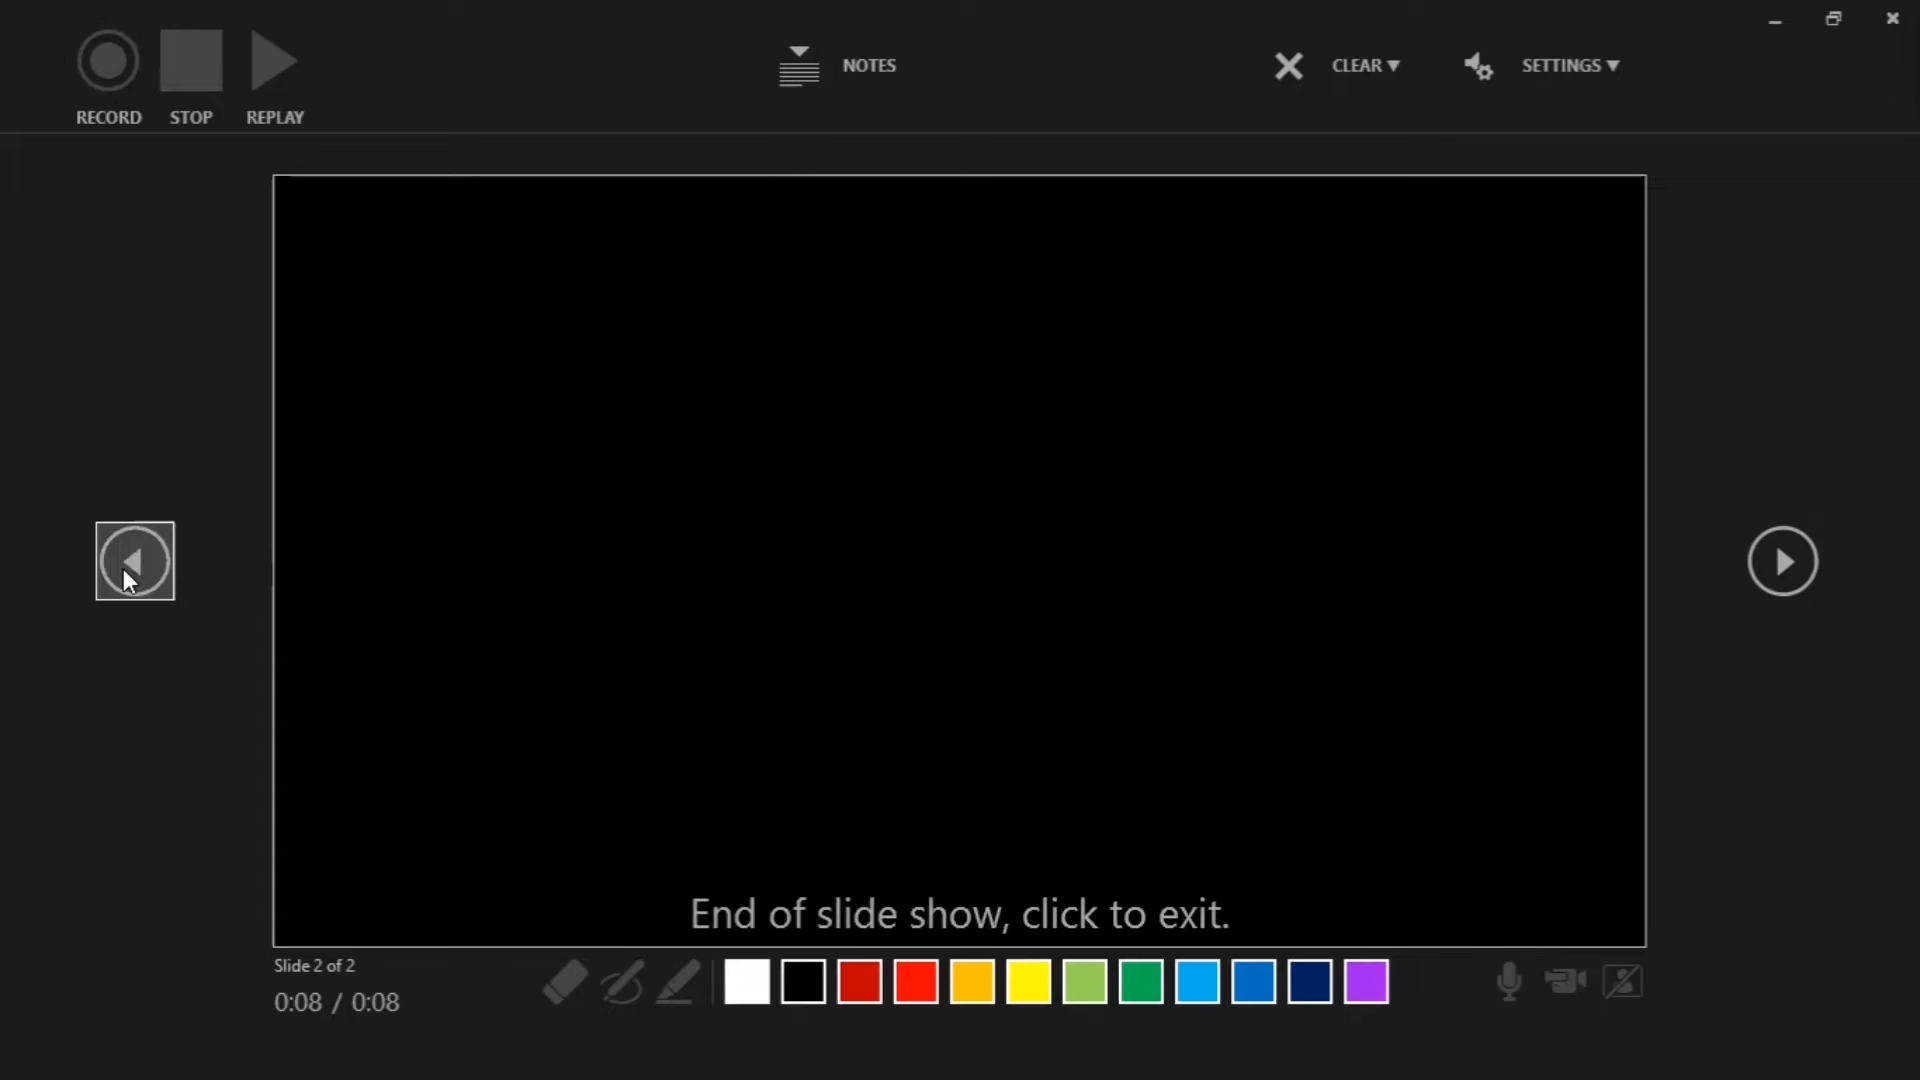 RECORD STOP REPLAY
NOTES
CLEAR
SETTINGS
End of slide show, click to exit.
Slide 2 of 2
0:08 / 0:08